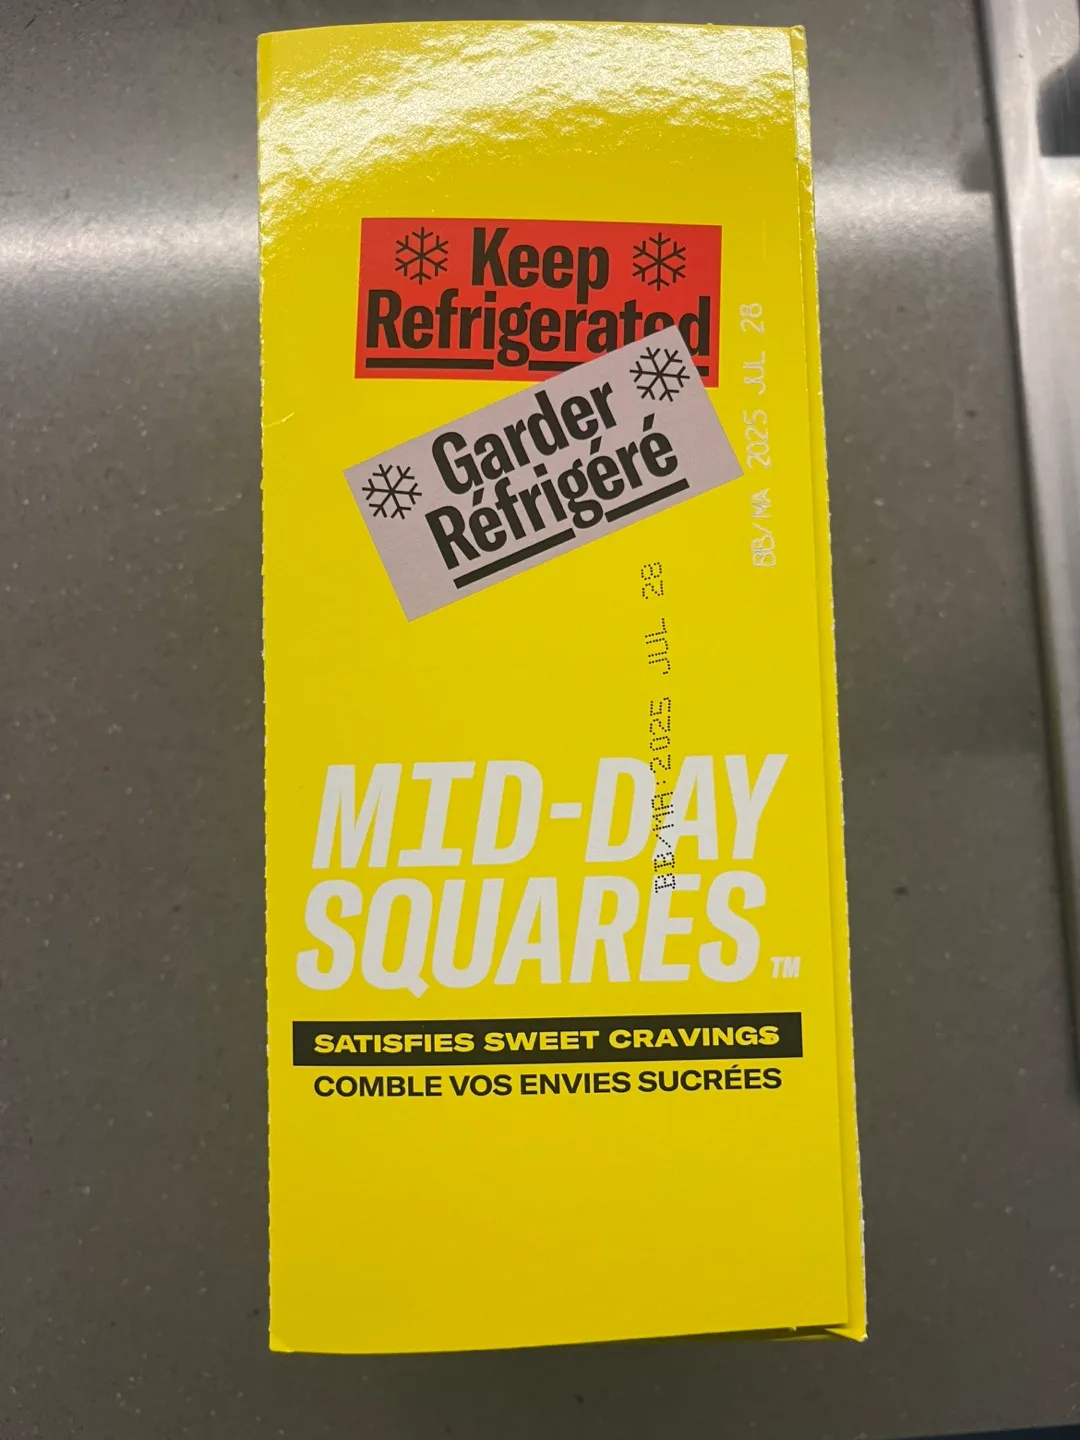 Keep
Refrigerated
Garder
Réfrigéré
BB/MA 2025 JUL 28
BB/MA:2025 JUL 28
MID-DAY
SQUARES™
SATISFIES SWEET CRAVINGS
COMBLE VOS ENVIES SUCRÉES